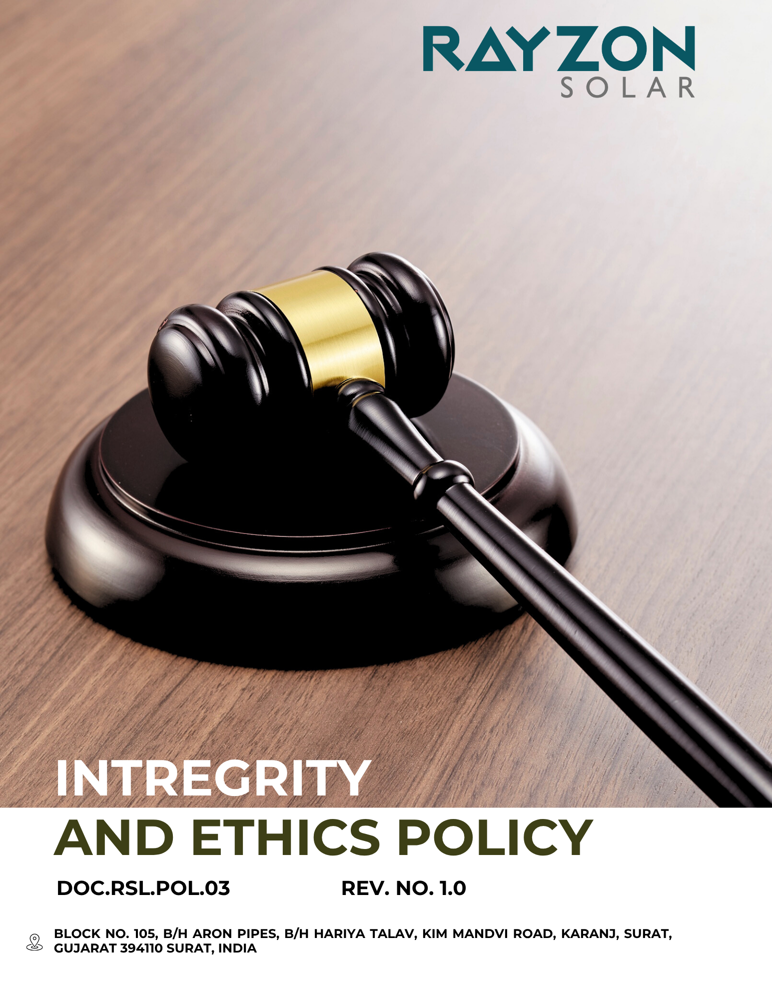 RAYZON
SOLAR
INTREGRITY
AND ETHICS POLICY
DOC.RSL.POL.03 REV. NO. 1.0
BLOCK NO. 105, B/H ARON PIPES, B/H HARIYA TALAV, KIM MANDVI ROAD, KARANJ, SURAT,
GUJARAT 394110 SURAT, INDIA